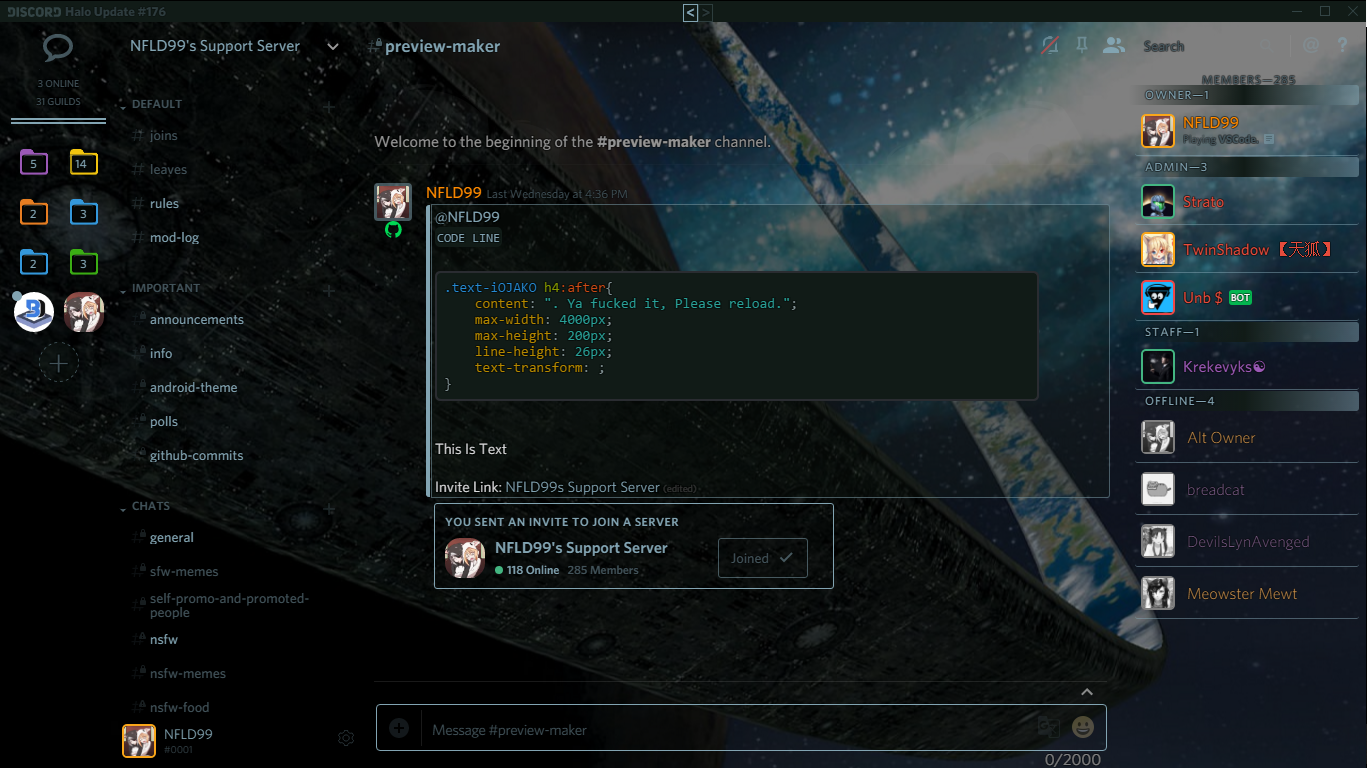 DISCORD Halo Update #176
< >
NFLD99's Support Server
3 ONLINE
31 GUILDS
5
14
2
3
2
3
DEFAULT
joins
leaves
rules
mod-log
IMPORTANT
announcements
info
android-theme
polls
github-commits
CHATS
general
sfw-memes
self-promo-and-promoted-
people
nsfw
nsfw-memes
nsfw-food
NFLD99
#0001
#preview-maker
Welcome to the beginning of the #preview-maker channel.
NFLD99 Last Wednesday at 4:36 PM
@NFLD99
CODE LINE
.text-iOJAKO h4:after{
content: ". Ya fucked it, Please reload.";
max-width: 4000px;
max-height: 200px;
line-height: 26px;
text-transform: ;
}
This Is Text
Invite Link: NFLD99s Support Server (edited)
YOU SENT AN INVITE TO JOIN A SERVER
NFLD99's Support Server
118 Online 285 Members
Joined
Message #preview-maker
0/2000
Search
MEMBERS—285
OWNER—1
NFLD99
Playing VSCode.
ADMIN—3
Strato
TwinShadow 【天狐】
Unb $ BOT
STAFF—1
Krekevyks☯
OFFLINE—4
Alt Owner
breadcat
DevilsLynAvenged
Meowster Mewt